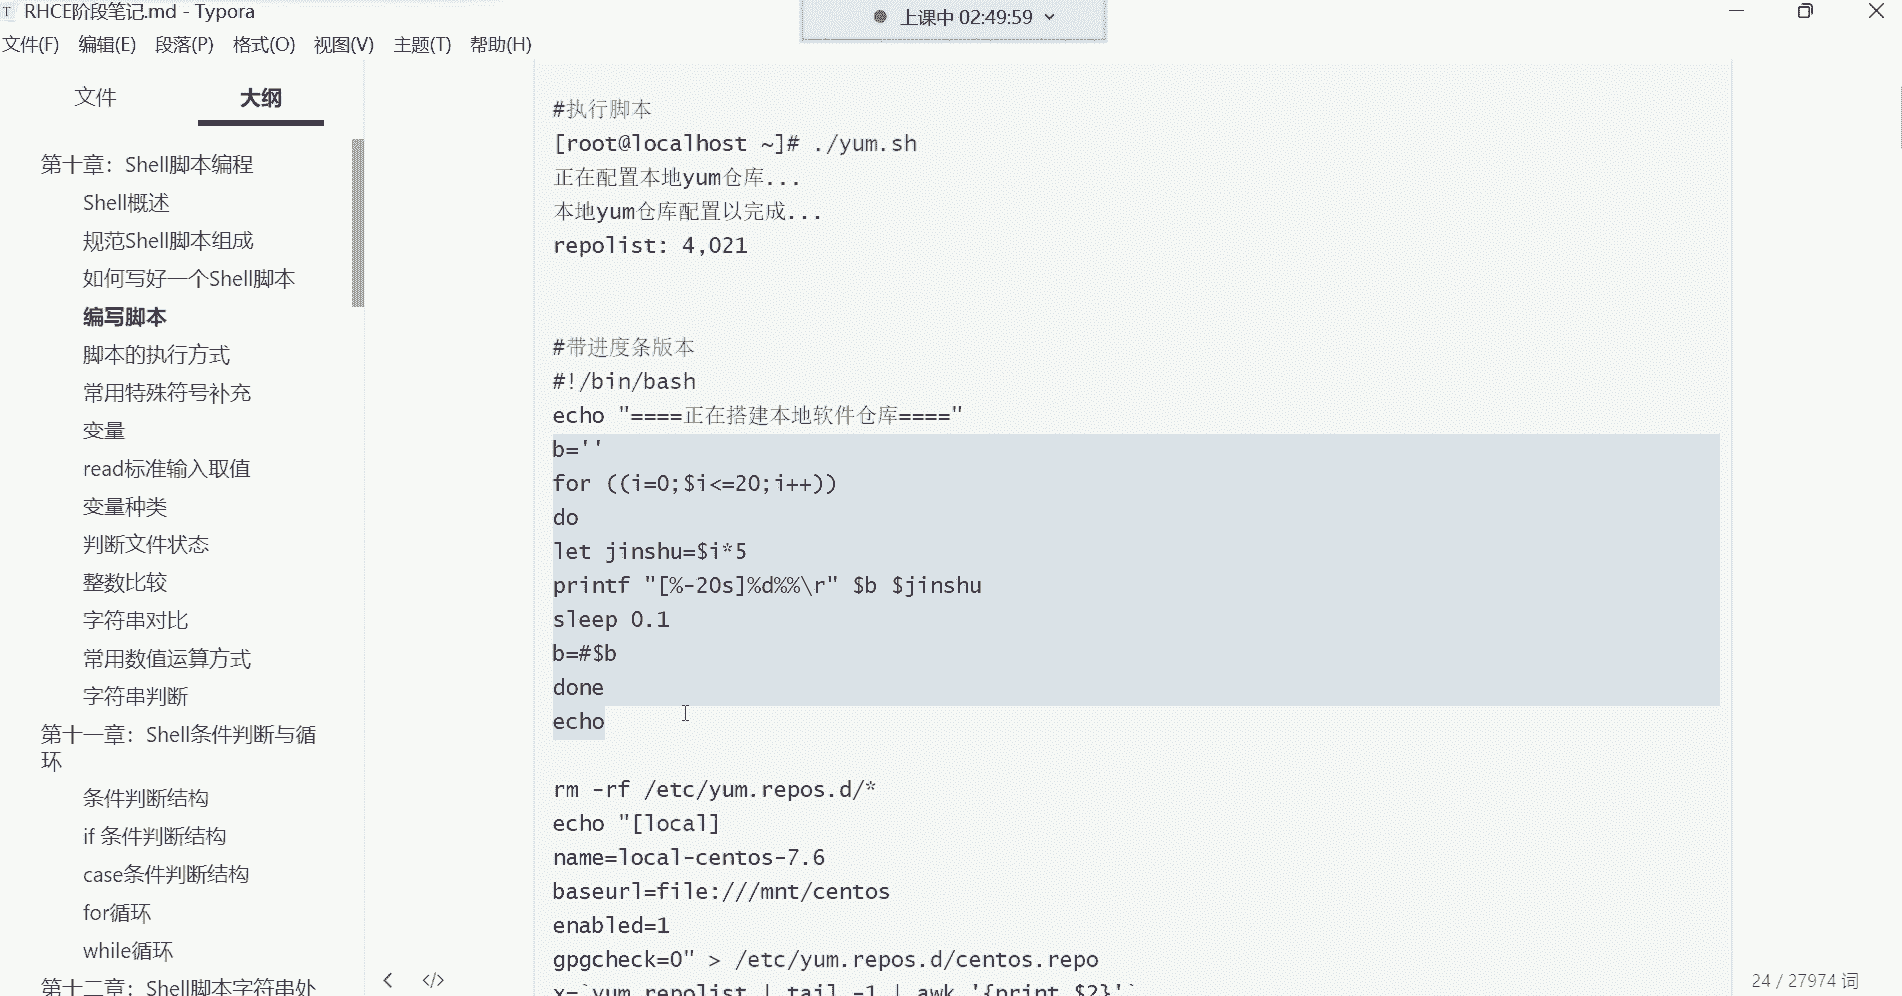 RHCE阶段笔记.md - Typora
上课中 02:49:59
文件(F) 编辑(E) 段落(P) 格式(O) 视图(V) 主题(T) 帮助(H)
文件 大纲
第十章：Shell脚本编程
Shell概述
规范Shell脚本组成
如何写好一个Shell脚本
编写脚本
脚本的执行方式
常用特殊符号补充
变量
read标准输入取值
变量种类
判断文件状态
整数比较
字符串对比
常用数值运算方式
字符串判断
第十一章：Shell条件判断与循
环
条件判断结构
if 条件判断结构
case条件判断结构
for循环
while循环
第十二章：Shell脚本字符串处
#执行脚本
[root@localhost ~]# ./yum.sh
正在配置本地yum仓库...
本地yum仓库配置以完成...
repolist: 4,021
#带进度条版本
#!/bin/bash
echo "====正在搭建本地软件仓库===="
b=''
for ((i=0;$i<=20;i++))
do
let jinshu=$i*5
printf "[%-20s]%d%%\r" $b $jinshu
sleep 0.1
b=#$b
done
echo
rm -rf /etc/yum.repos.d/*
echo "[local]
name=local-centos-7.6
baseurl=file:///mnt/centos
enabled=1
gpgcheck=0" > /etc/yum.repos.d/centos.repo
x=`yum repolist | tail -1 | awk '{print $2}'`
24 / 27974 词